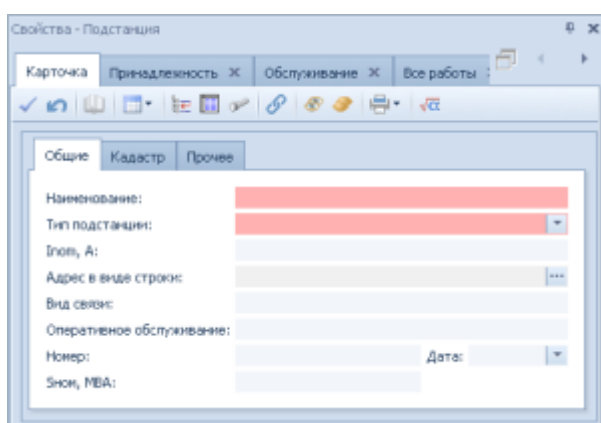 Свойства - Подстанция
Карточка Принадлежность Обслуживание Все работы
Общие Кадастр Прочее
Наименование:
Тип подстанции:
Inom, А:
Адрес в виде строки:
Вид связи:
Оперативное обслуживание:
Номер: Дата:
Sном, МВА: